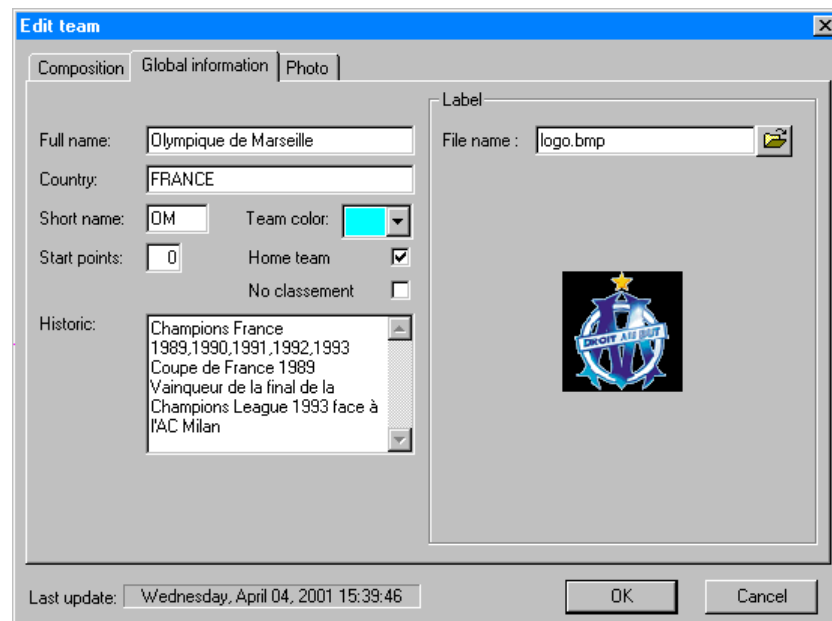 Edit team
Composition Global information Photo
Full name: Olympique de Marseille
Country: FRANCE
Short name: OM Team color:
Start points: 0 Home team
No classement
Historic: Champions France
1989,1990,1991,1992,1993
Coupe de France 1989
Vainqueur de la final de la
Champions League 1993 face à
l'AC Milan
Label
File name : logo.bmp
DROIT AU BUT
Last update: Wednesday, April 04, 2001 15:39:46
OK Cancel